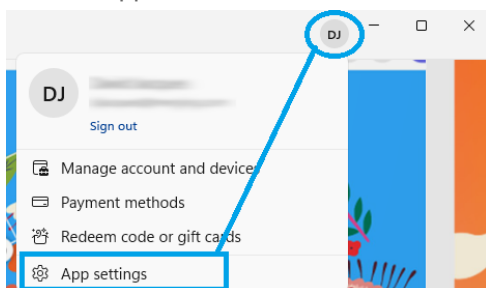 DJ
DJ
Sign out
Manage account and devices
Payment methods
Redeem code or gift cards
App settings